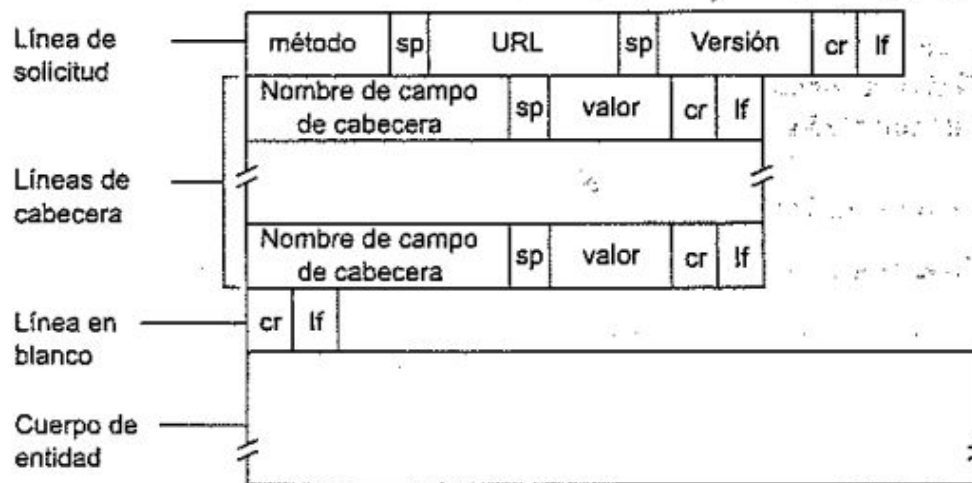 Línea de
solicitud
método sp URL sp Versión cr lf
Nombre de campo
de cabecera
sp valor cr lf
Líneas de
cabecera
Nombre de campo
de cabecera
sp valor cr lf
Línea en
blanco
cr lf
Cuerpo de
entidad